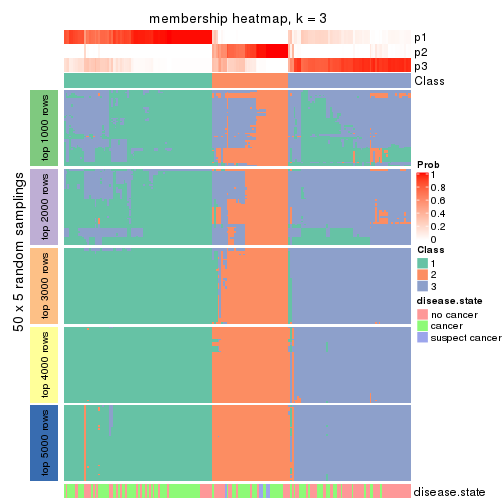 membership heatmap, k = 3
p1
p2
p3
Class
50 x 5 random samplings
top 1000 rows
top 2000 rows
top 3000 rows
top 4000 rows
top 5000 rows
Prob
1
0.8
0.6
0.4
0.2
0
Class
1
2
3
disease.state
no cancer
cancer
suspect cancer
disease.state